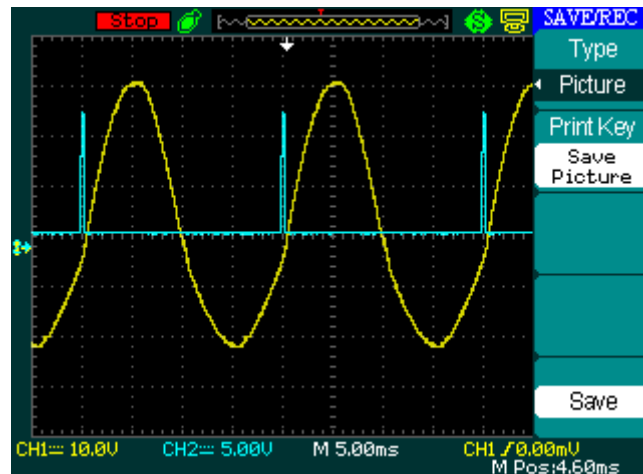 Stop
S
SAVE/REC
Type
Picture
Print Key
Save
Picture
Save
CH1 10.0V CH2 5.00V M 5.00ms CH1 0.00mV
M Pos:4.60ms